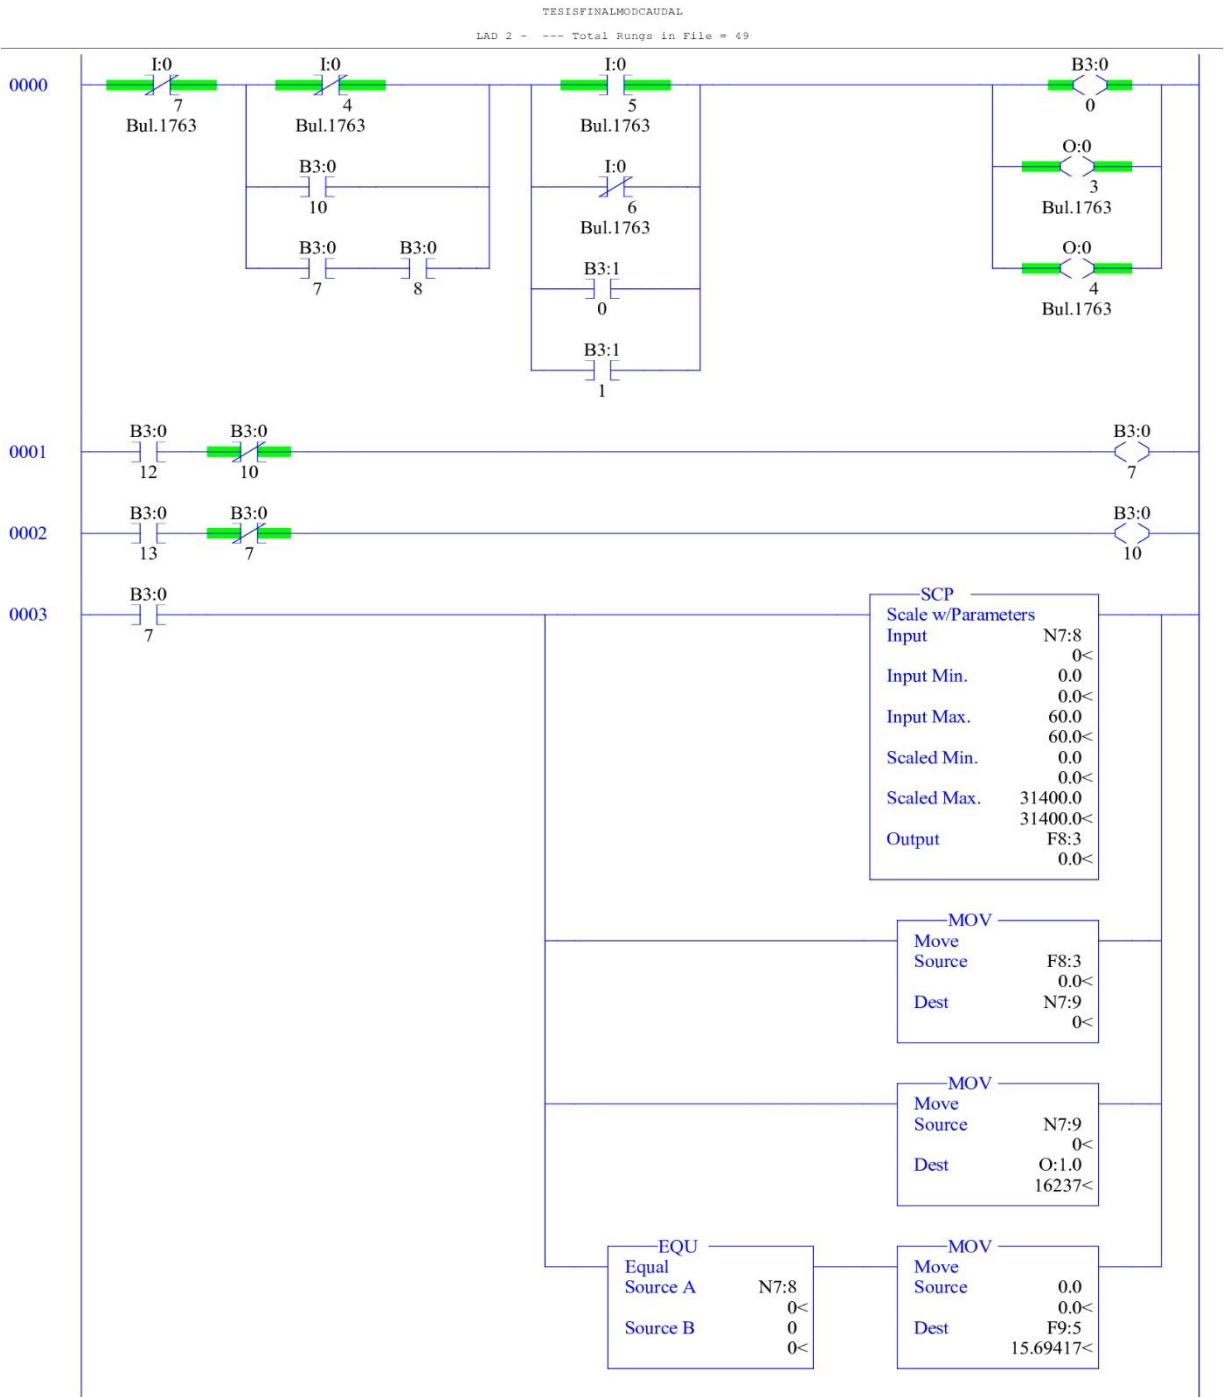 TESISFINALMODCAUDAL
LAD 2 - --- Total Rungs in File = 49
0000
I:0 I:0 I:0 B3:0
7 4 5 0
Bul.1763 Bul.1763 Bul.1763
B3:0 I:0 O:0
10 6 3
Bul.1763 Bul.1763
B3:0 B3:0 B3:1 O:0
7 8 0 4
Bul.1763
B3:1
1
0001
B3:0 B3:0 B3:0
12 10 7
0002
B3:0 B3:0 B3:0
13 7 10
0003
B3:0
7
SCP
Scale w/Parameters
Input N7:8
0<
Input Min. 0.0
0.0<
Input Max. 60.0
60.0<
Scaled Min. 0.0
0.0<
Scaled Max. 31400.0
31400.0<
Output F8:3
0.0<
MOV
Move
Source F8:3
0.0<
Dest N7:9
0<
MOV
Move
Source N7:9
0<
Dest O:1.0
16237<
EQU
Equal
Source A N7:8
0<
Source B 0
0<
MOV
Move
Source 0.0
0.0<
Dest F9:5
15.69417<